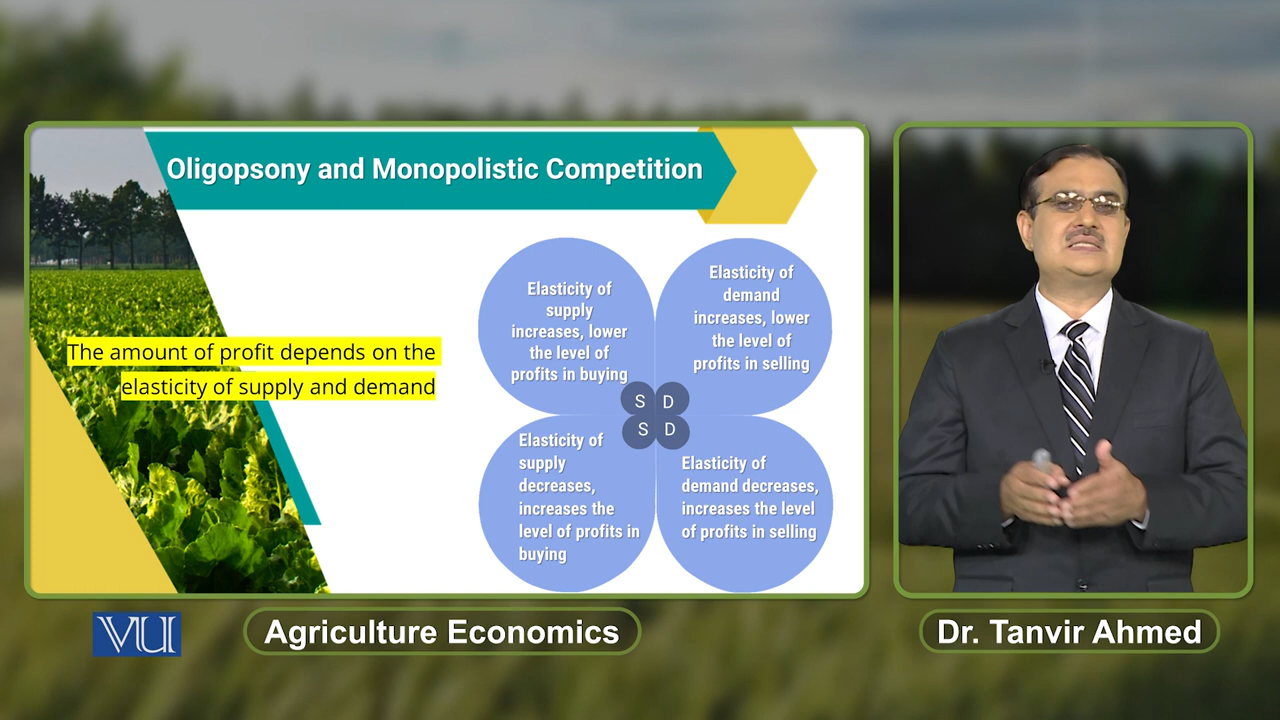 Oligopsony and Monopolistic Competition
The amount of profit depends on the
elasticity of supply and demand
Elasticity of
supply
increases, lower
the level of
profits in buying
Elasticity of
demand
increases, lower
the level of
profits in selling
S
D
S
D
Elasticity of
supply
decreases,
increases the
level of profits in
buying
Elasticity of
demand decreases,
increases the level
of profits in selling
VU
Agriculture Economics
Dr. Tanvir Ahmed